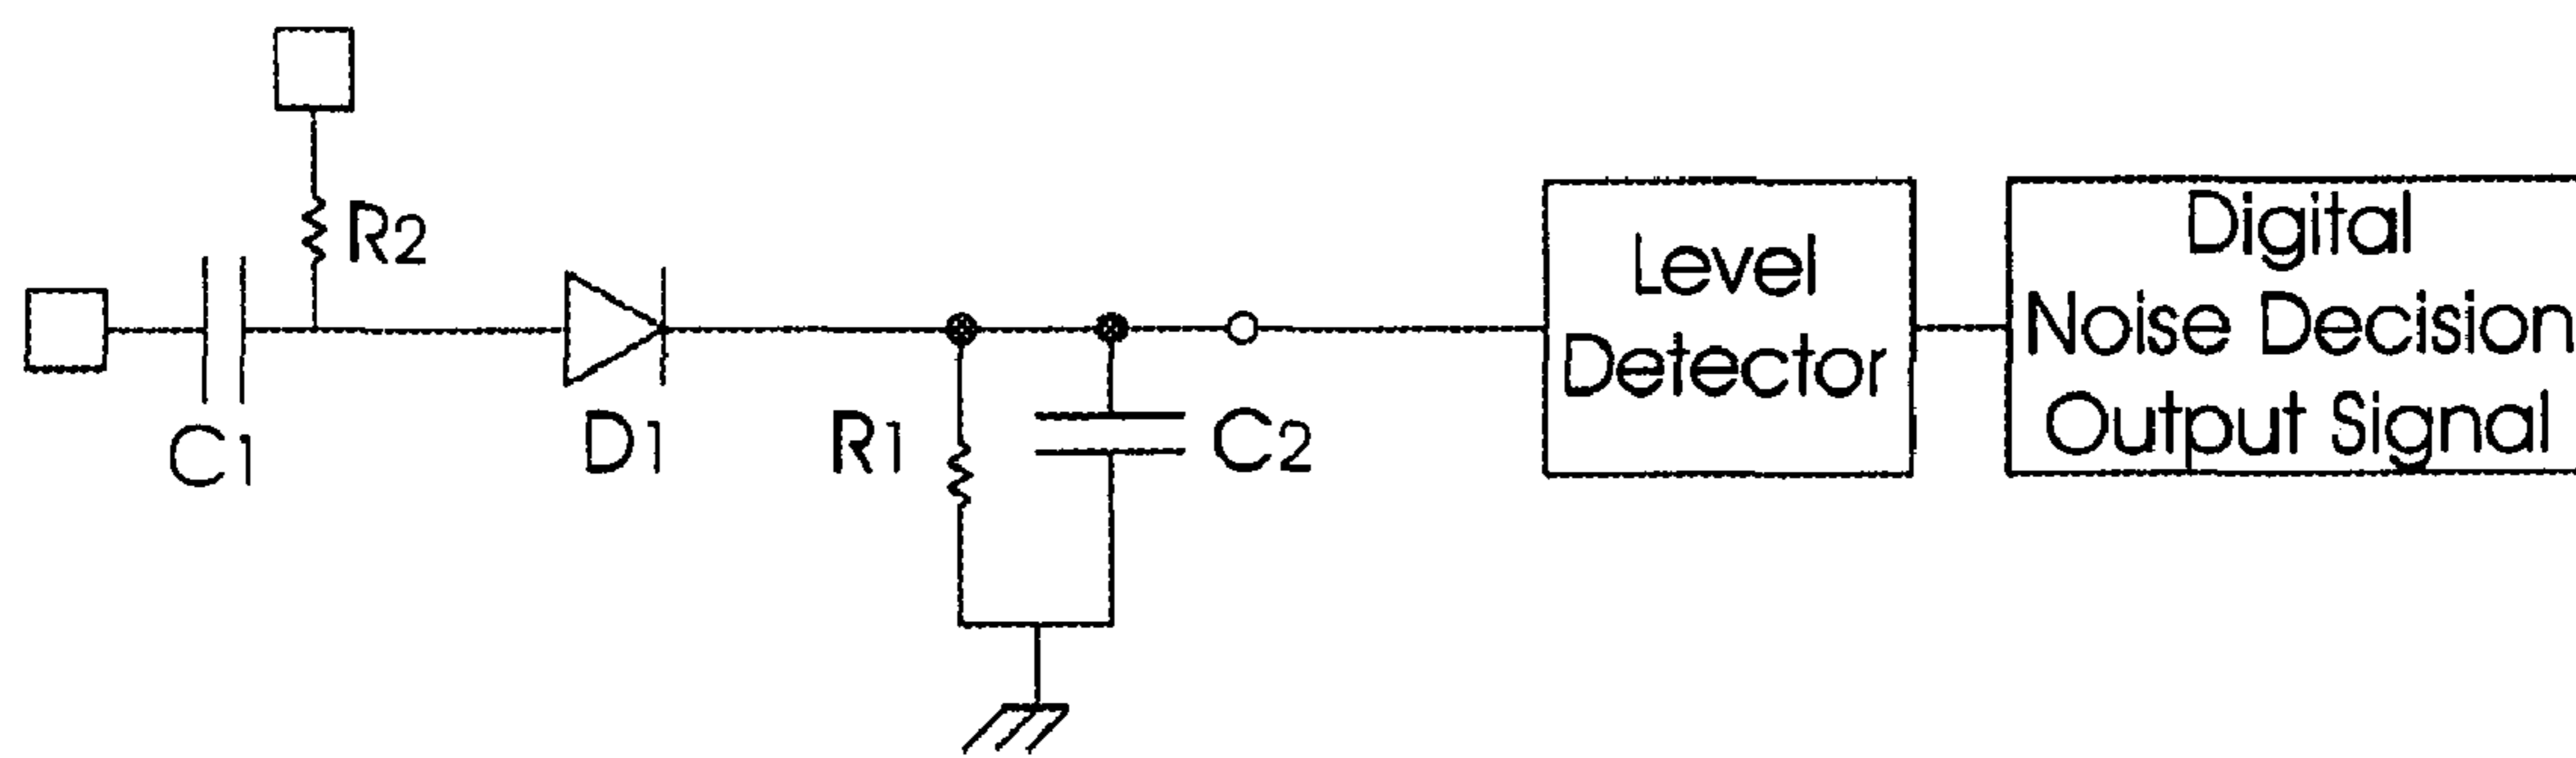 R2
C1
D1
R1
C2
Level
Detector
Digital
Noise Decision
Output Signal